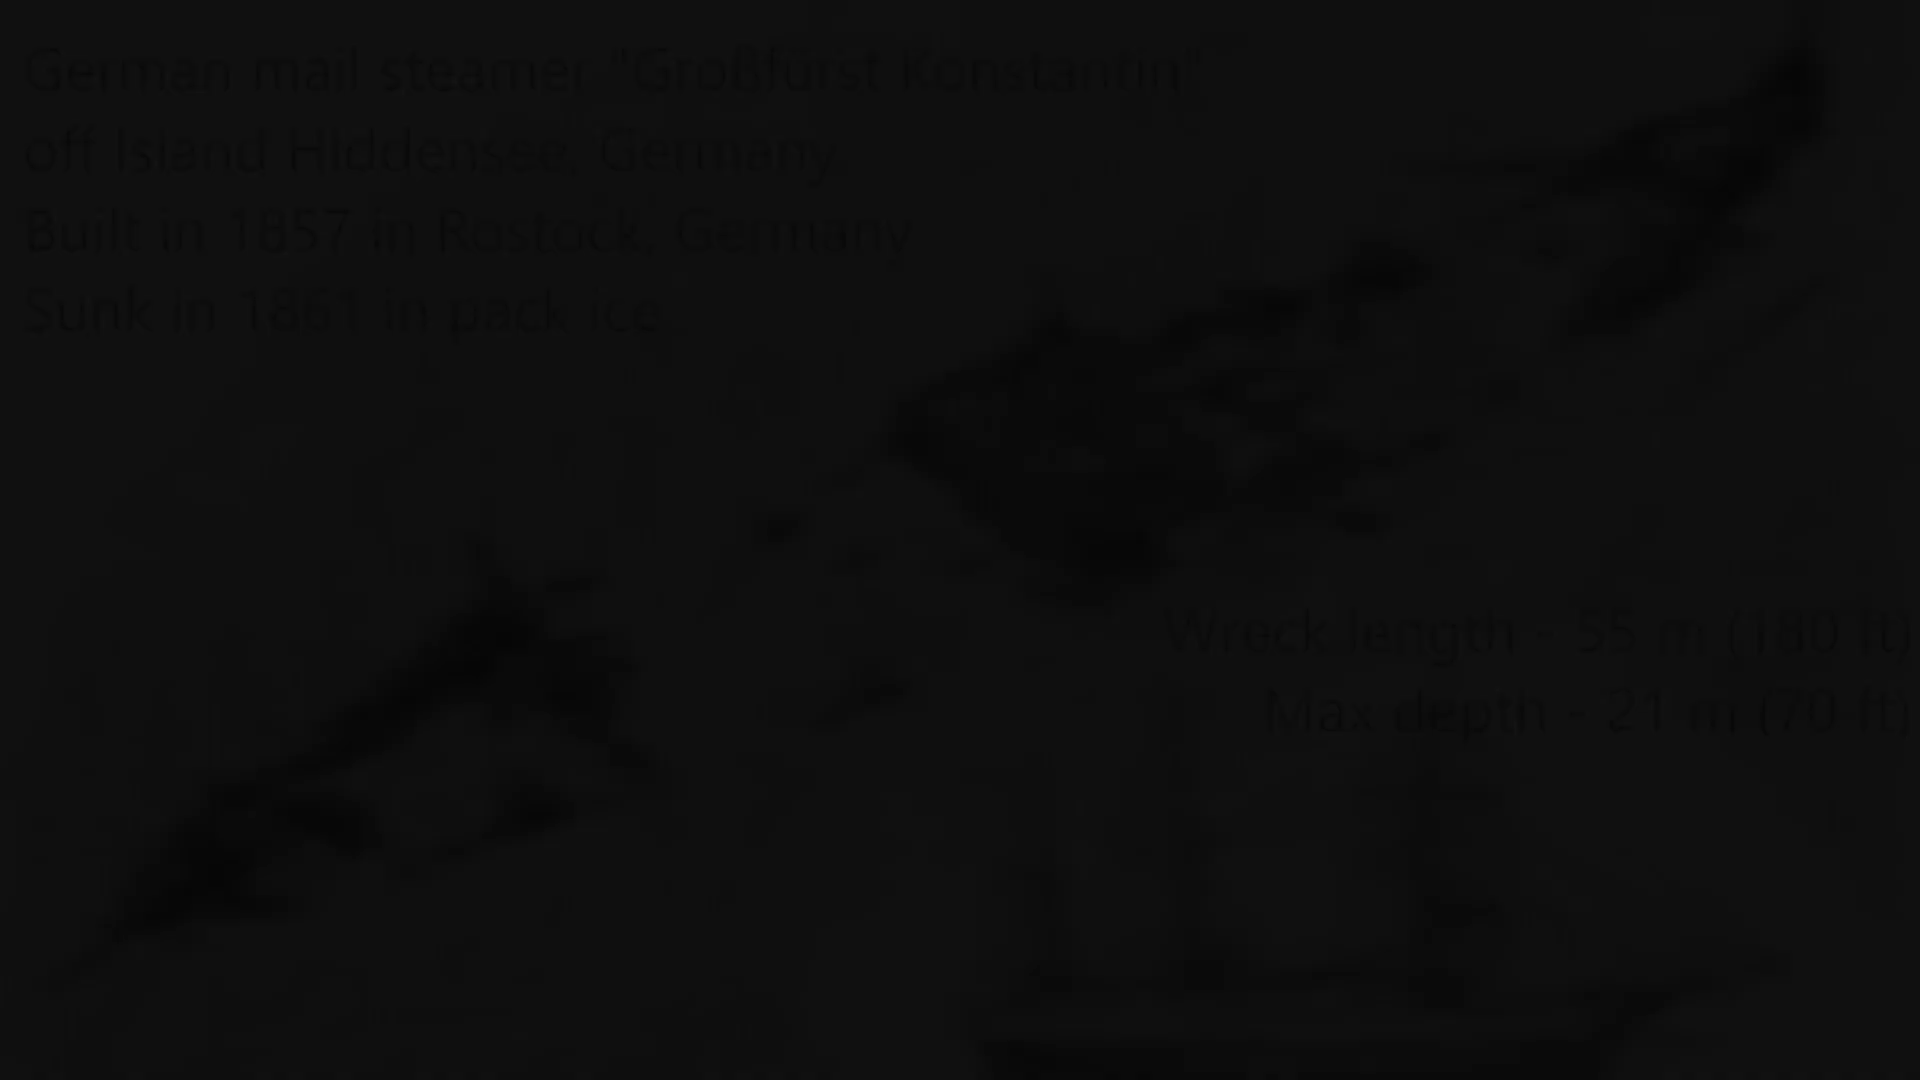 German mail steamer "Großfürst Konstantin"
off Island Hiddensee, Germany
Built in 1857 in Rostock, Germany
Sunk in 1861 in pack ice
Wreck length - 55 m (180 ft)
Max depth - 21 m (70 ft)